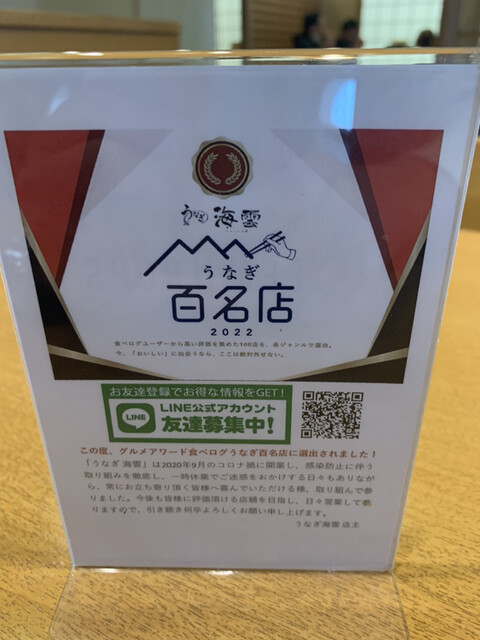 うなぎ 海雲
うなぎ
百名店
2022
食べログユーザーから高い評価を集めた100店を、各ジャンルで選出。
今、「おいしい」に出会うなら、ここは絶対外せない。
お友達登録でお得な情報をGET!
LINE
LINE公式アカウント
友達募集中!
この度、グルメアワード食べログうなぎ百名店に選出されました!
「うなぎ 海雲」は2020年9月のコロナ禍に開業し、感染防止に伴う
取り組みを徹底し、一時休業でご迷惑をおかけする日々もありなが
ら、常にお立ち寄り頂く皆様へ喜んでいただける様、取り組んで参
りました。今後も皆様に評価頂ける店舗を目指し、日々営業して参
りますので、引き続き何卒よろしくお願い申し上げます。
うなぎ海雲 店主